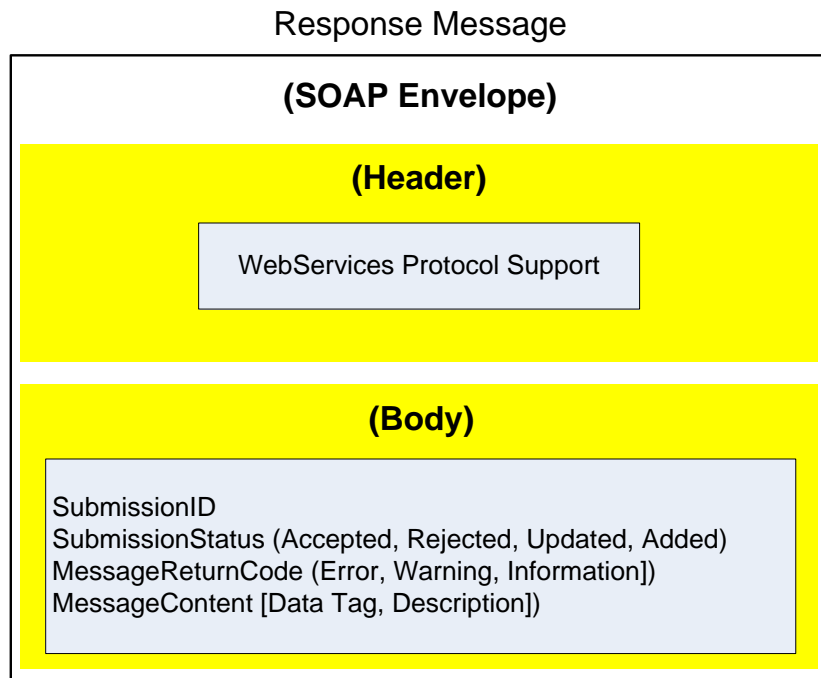 Response Message
(SOAP Envelope)
(Header)
WebServices Protocol Support
(Body)
SubmissionID
SubmissionStatus (Accepted, Rejected, Updated, Added)
MessageReturnCode (Error, Warning, Information])
MessageContent [Data Tag, Description])